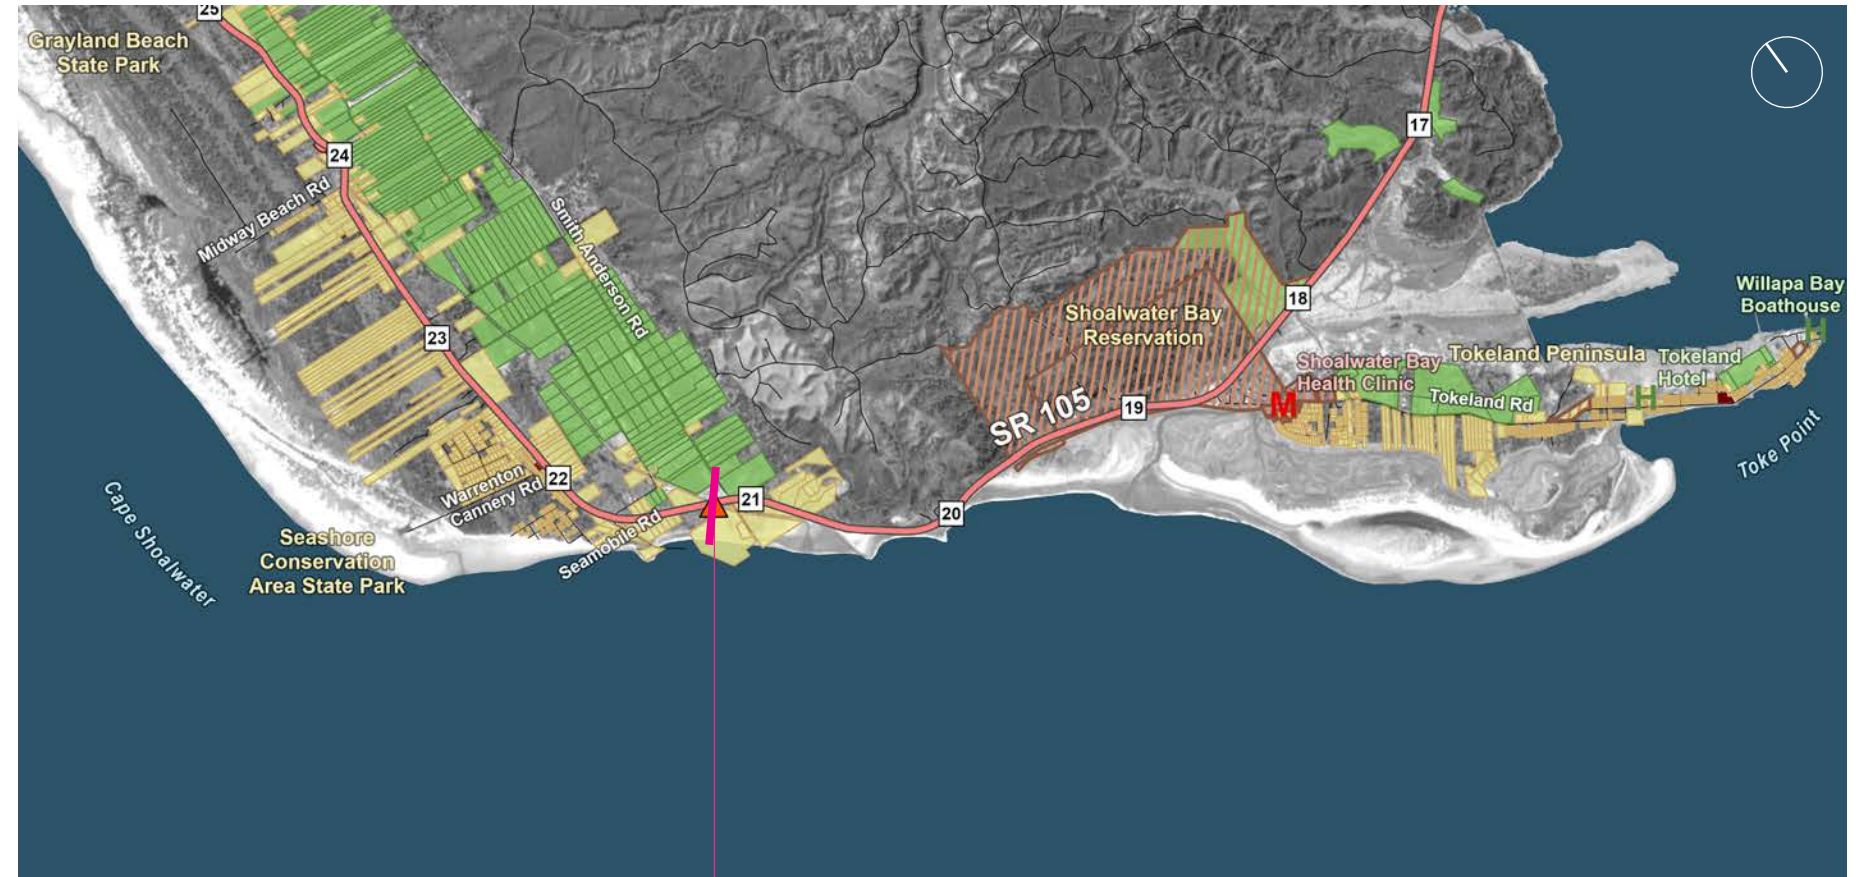 25
Grayland Beach
State Park
24
Midway Beach Rd
Smith Anderson Rd
17
18
Willapa Bay
Boathouse
H
Shoalwater Bay
Reservation
23
Shoalwater Bay
Health Clinic
Tokeland Peninsula
Tokeland
Hotel
H
M
Tokeland Rd
SR 105
19
Toke Point
22
Warrenton
Cannery Rd
21
20
Seamobile Rd
Cape Shoalwater
Seashore
Conservation
Area State Park